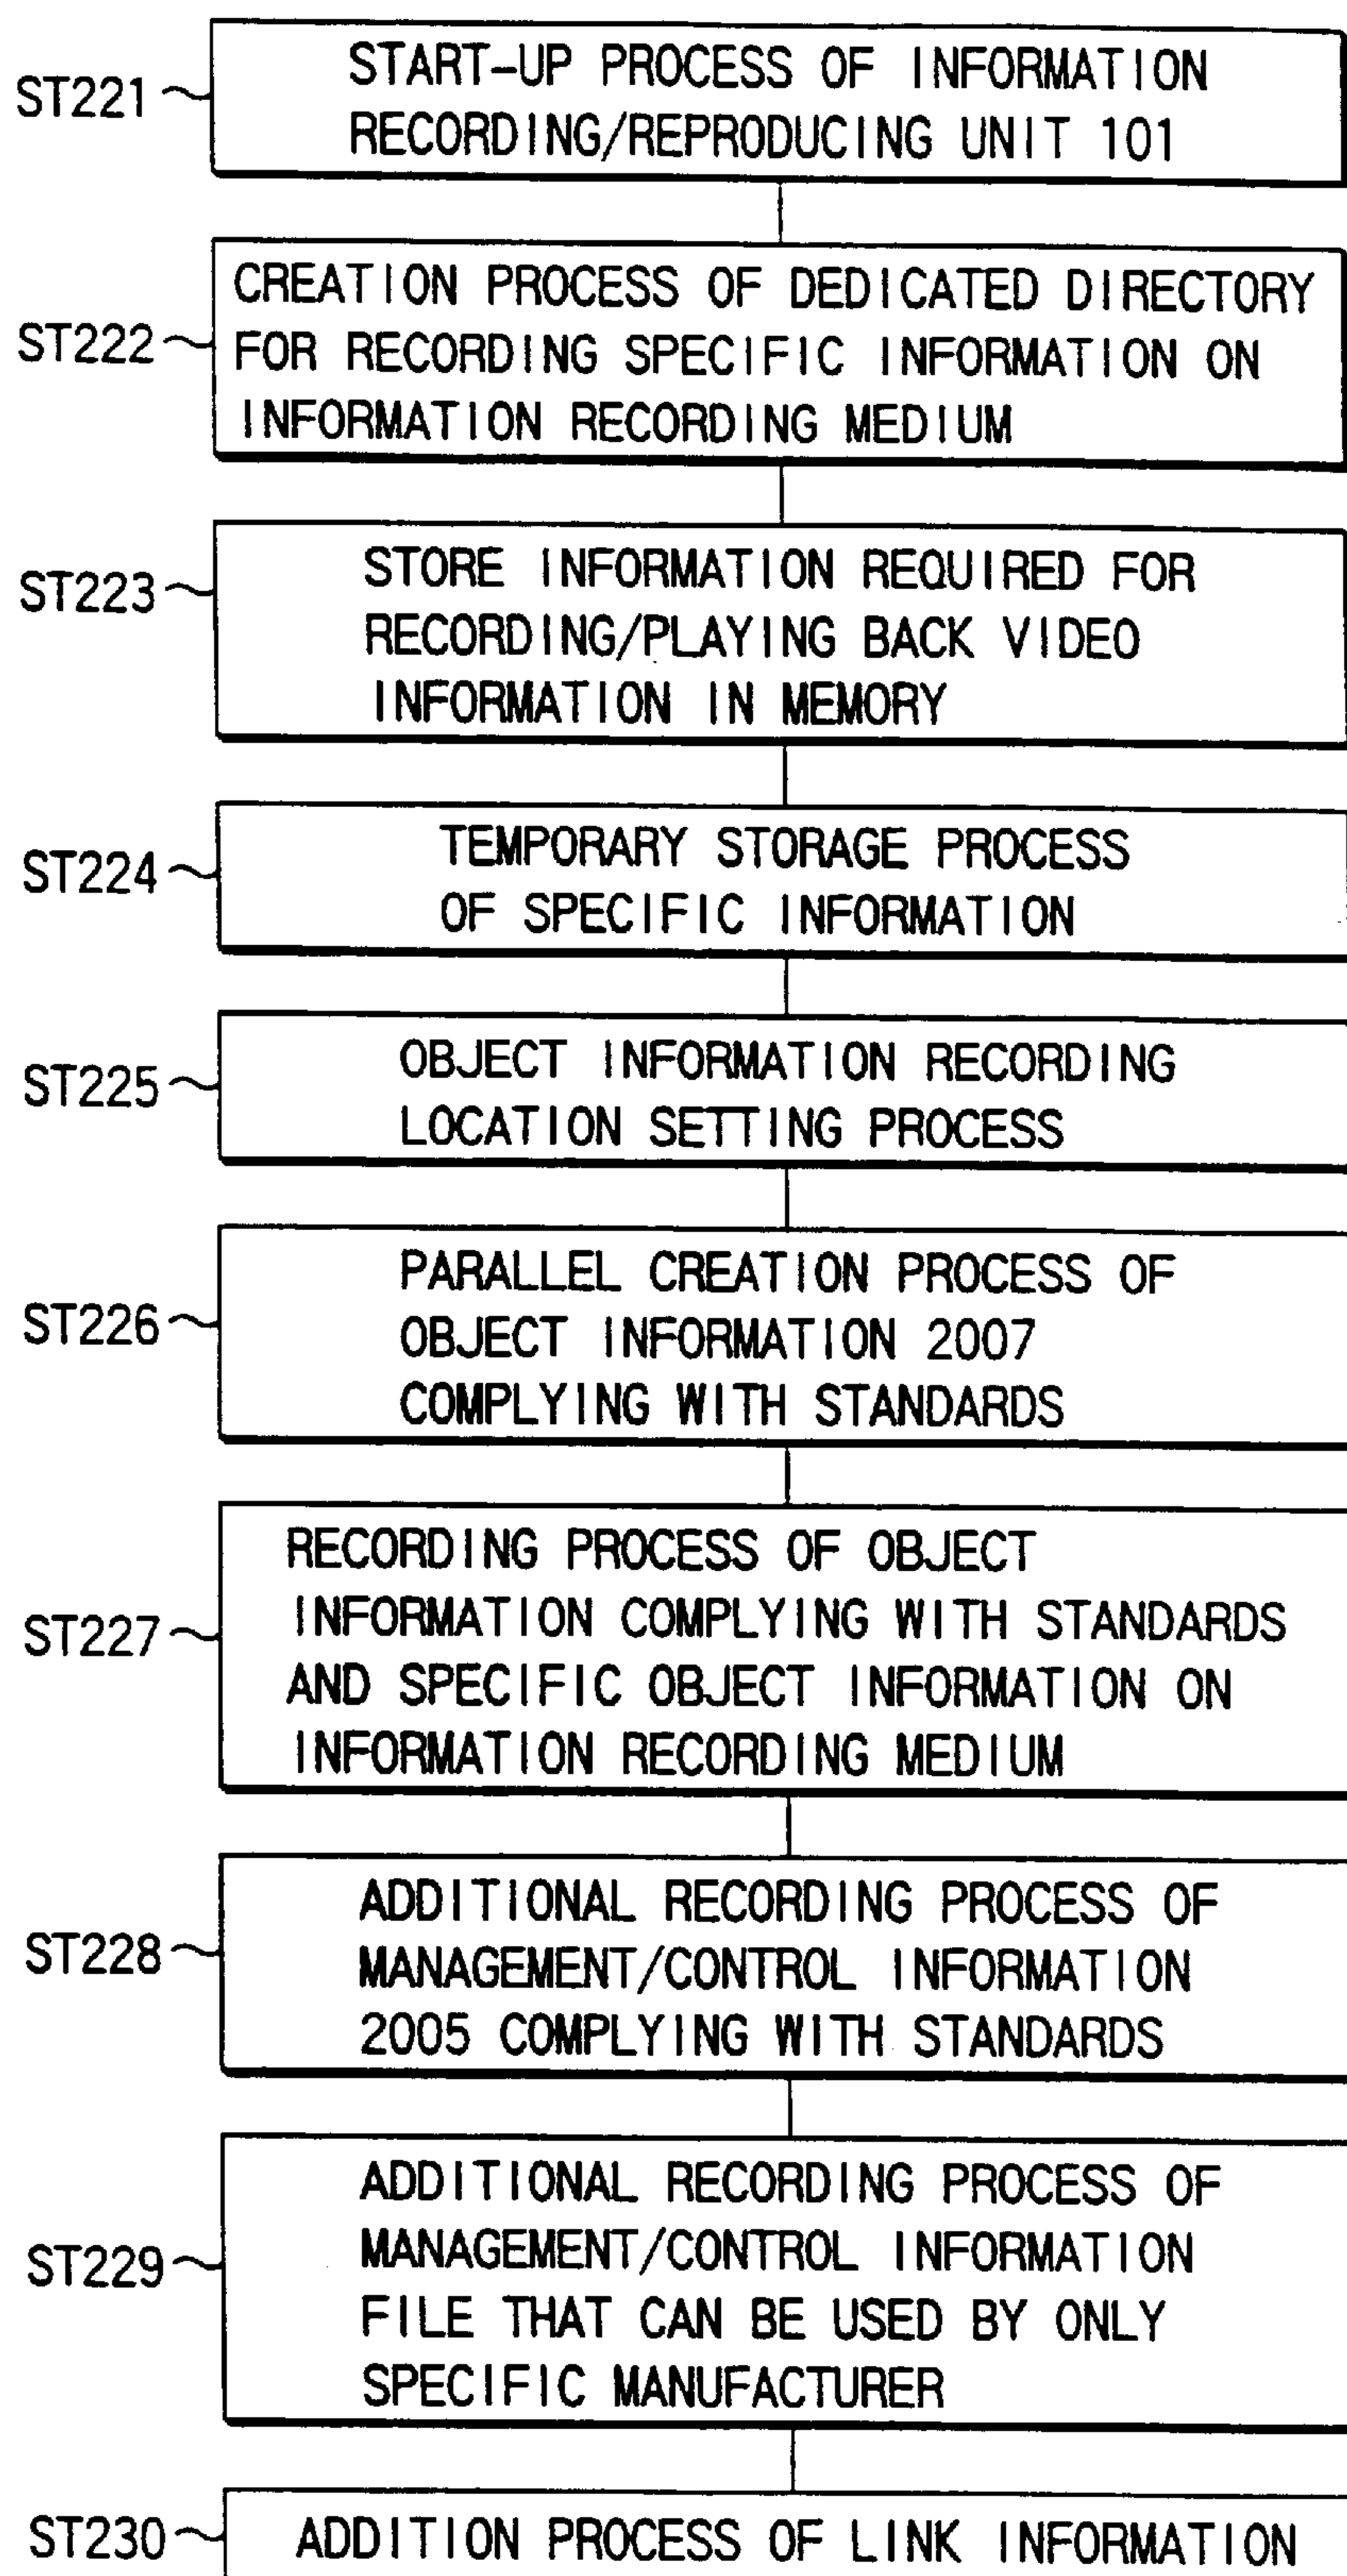 ST221
START-UP PROCESS OF INFORMATION
RECORDING/REPRODUCING UNIT 101
ST222
CREATION PROCESS OF DEDICATED DIRECTORY
FOR RECORDING SPECIFIC INFORMATION ON
INFORMATION RECORDING MEDIUM
ST223
STORE INFORMATION REQUIRED FOR
RECORDING/PLAYING BACK VIDEO
INFORMATION IN MEMORY
ST224
TEMPORARY STORAGE PROCESS
OF SPECIFIC INFORMATION
ST225
OBJECT INFORMATION RECORDING
LOCATION SETTING PROCESS
ST226
PARALLEL CREATION PROCESS OF
OBJECT INFORMATION 2007
COMPLYING WITH STANDARDS
ST227
RECORDING PROCESS OF OBJECT
INFORMATION COMPLYING WITH STANDARDS
AND SPECIFIC OBJECT INFORMATION ON
INFORMATION RECORDING MEDIUM
ST228
ADDITIONAL RECORDING PROCESS OF
MANAGEMENT/CONTROL INFORMATION
2005 COMPLYING WITH STANDARDS
ST229
ADDITIONAL RECORDING PROCESS OF
MANAGEMENT/CONTROL INFORMATION
FILE THAT CAN BE USED BY ONLY
SPECIFIC MANUFACTURER
ST230
ADDITION PROCESS OF LINK INFORMATION